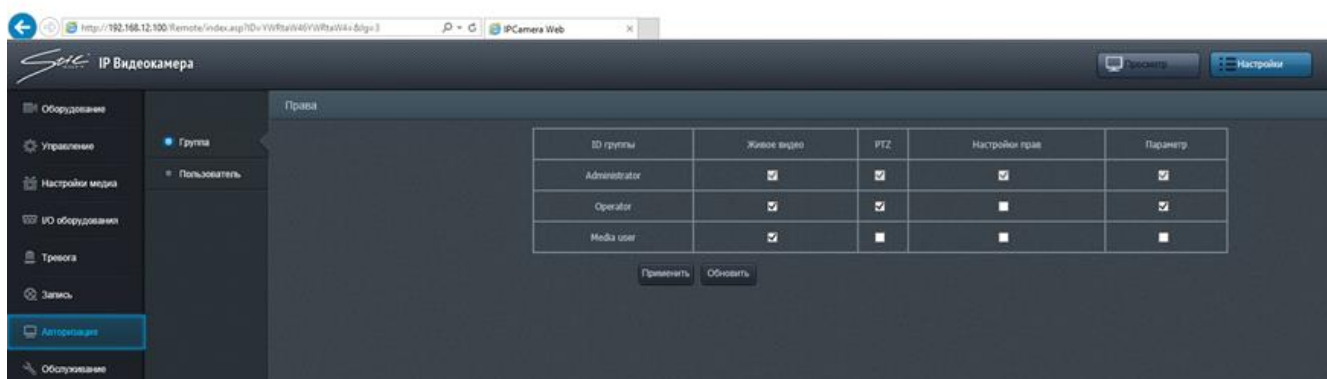 IPCamera Web
IP Видеокамера
Просмотр
Настройки
Оборудование
Управление
Настройки медиа
I/O оборудования
Тревога
Запись
Авторизация
Обслуживание
Группа
Пользователь
Права
ID группы Живое видео PTZ Настройки прав Параметр
Administrator
Operator
Media user
Применить Обновить